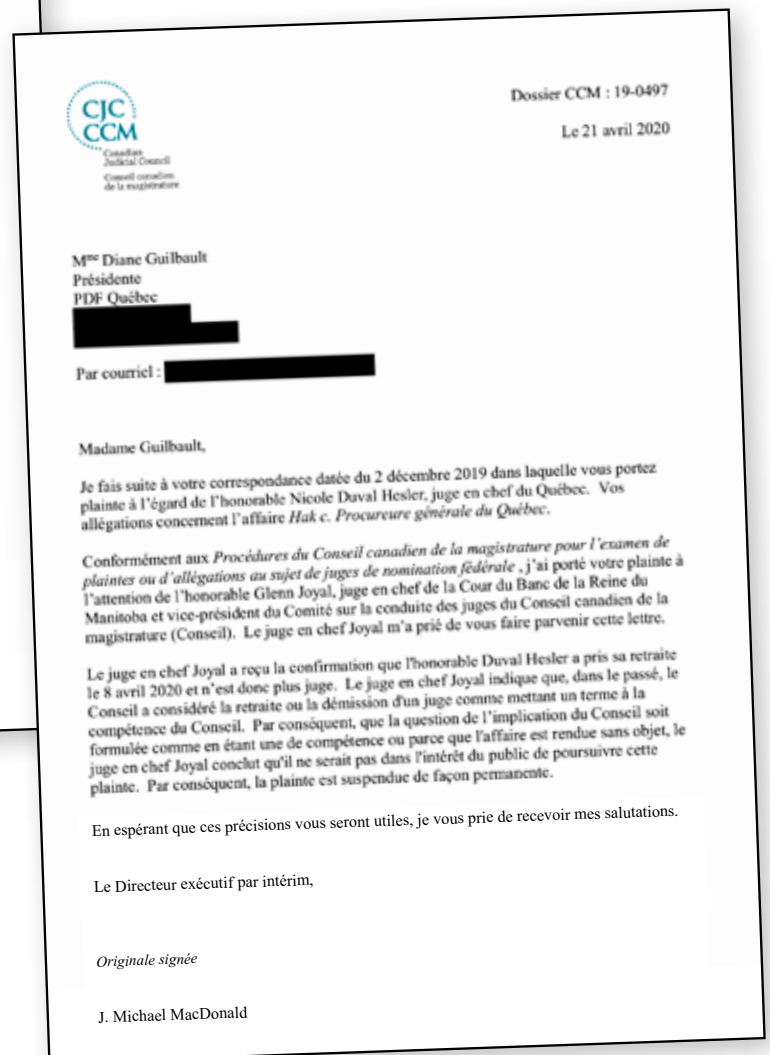 CJC
CCM
Canadian
Judicial Council
Conseil canadien
de la magistrature
Dossier CCM : 19-0497
Le 21 avril 2020
Mme Diane Guilbault
Présidente
PDF Québec
Par courriel :
Madame Guilbault,
Je fais suite à votre correspondance datée du 2 décembre 2019 dans laquelle vous portez
plainte à l'égard de l'honorable Nicole Duval Hesler, juge en chef du Québec. Vos
allégations concernent l'affaire Hak c. Procureure générale du Québec.
Conformément aux Procédures du Conseil canadien de la magistrature pour l'examen de
plaintes ou d'allégations au sujet de juges de nomination fédérale , j'ai porté votre plainte à
l'attention de l'honorable Glenn Joyal, juge en chef de la Cour du Banc de la Reine du
Manitoba et vice-président du Comité sur la conduite des juges du Conseil canadien de la
magistrature (Conseil). Le juge en chef Joyal m'a prié de vous faire parvenir cette lettre.
Le juge en chef Joyal a reçu la confirmation que l'honorable Duval Hesler a pris sa retraite
le 8 avril 2020 et n'est donc plus juge. Le juge en chef Joyal indique que, dans le passé, le
Conseil a considéré la retraite ou la démission d'un juge comme mettant un terme à la
compétence du Conseil. Par conséquent, que la question de l'implication du Conseil soit
formulée comme en étant une de compétence ou parce que l'affaire est rendue sans objet, le
juge en chef Joyal conclut qu'il ne serait pas dans l'intérêt du public de poursuivre cette
plainte. Par conséquent, la plainte est suspendue de façon permanente.
En espérant que ces précisions vous seront utiles, je vous prie de recevoir mes salutations.
Le Directeur exécutif par intérim,
Originale signée
J. Michael MacDonald